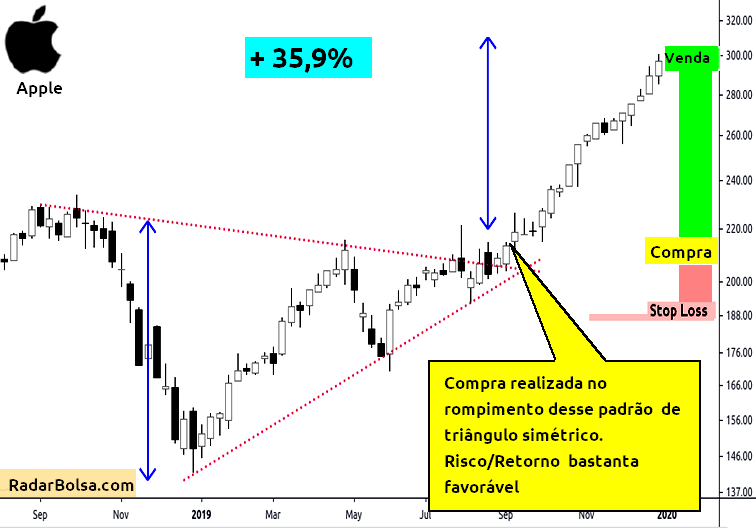 Apple
+ 35,9%
320.00
300.00
280.00
260.00
240.00
220.00
200.00
188.00
176.00
164.00
154.00
146.00
137.00
Venda
Compra
Stop Loss
Compra realizada no
rompimento desse padrão de
triângulo simétrico.
Risco/Retorno bastanta
favorável
RadarBolsa.com
Sep
Nov
2019
Mar
May
Jul
Sep
Nov
2020